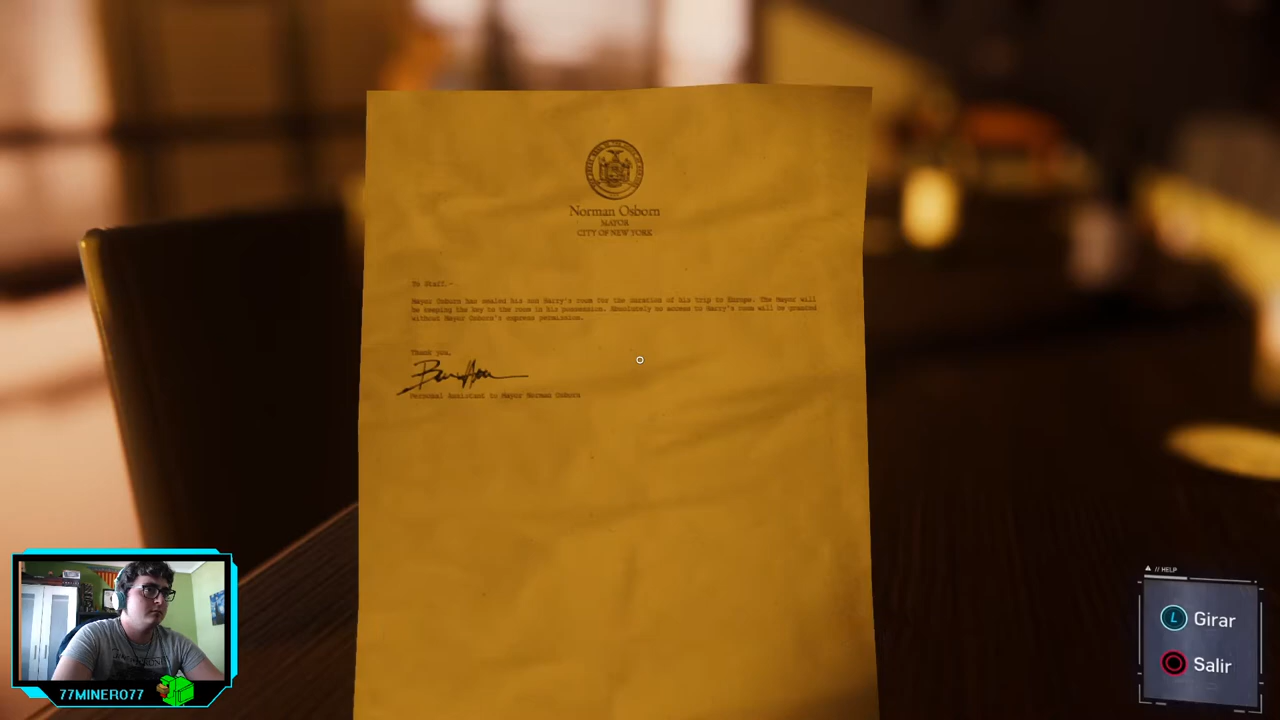 Norman Osborn
MAYOR
CITY OF NEW YORK
To Staff,-
Mayor Osborn has sealed his son Harry's room for the duration of his trip to Europe. The Mayor will
be keeping the key to the room in his possession. Absolutely no access to Harry's room will be granted
without Mayor Osborn's express permission.
Thank you,
Personal Assistant to Mayor Norman Osborn
// HELP
L Girar
Salir
77MINERO77